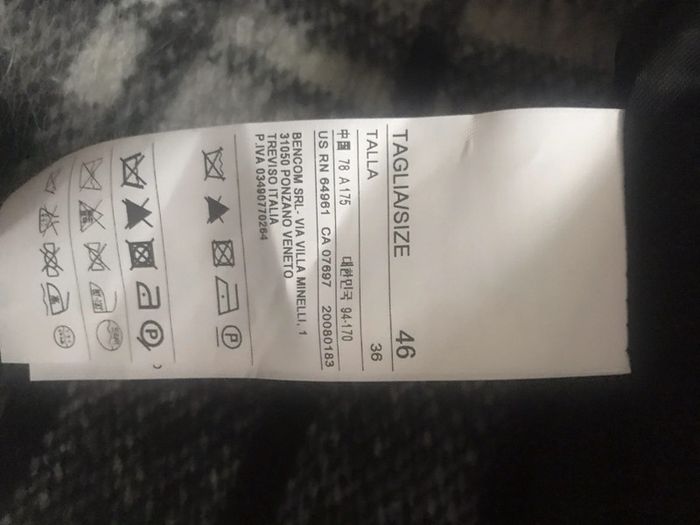 TAGLIA/SIZE 46
TALLA 36
中国 78 A 175 대한민국 94-170
US RN 64961 CA 07697 20080183
BENCOM SRL- VIA VILLA MINELLI, 1
31050 PONZANO VENETO
TREVISO ITALIA
P.IVA 03490770264
P
P